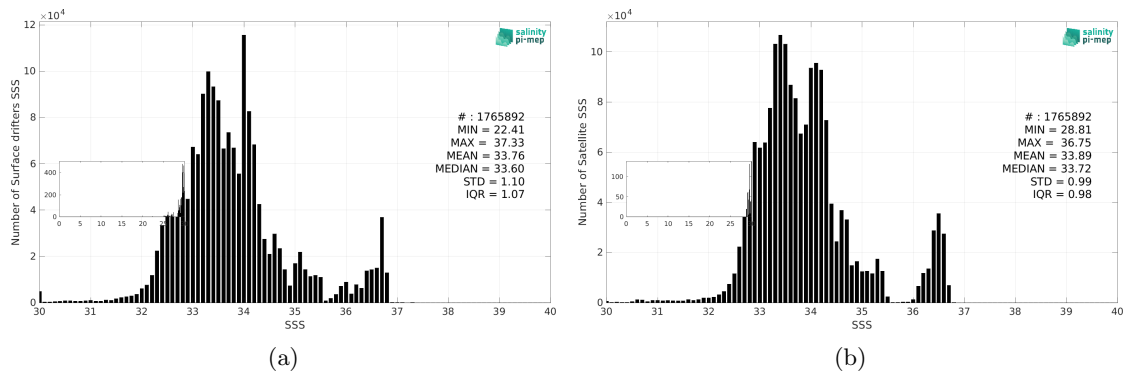 ×10⁴
12
10
8
6
4
2
0
Number of Surface drifters SSS
salinity
pi-mep
# : 1765892
MIN = 22.41
MAX = 37.33
MEAN = 33.76
MEDIAN = 33.60
STD = 1.10
IQR = 1.07
400
200
0
0 5 10 15 20 25
30 31 32 33 34 35 36 37 38 39 40
SSS
(a)
×10⁴
10
8
6
4
2
0
Number of Satellite SSS
salinity
pi-mep
# : 1765892
MIN = 28.81
MAX = 36.75
MEAN = 33.89
MEDIAN = 33.72
STD = 0.99
IQR = 0.98
100
50
0
0 5 10 15 20 25
30 31 32 33 34 35 36 37 38 39 40
SSS
(b)